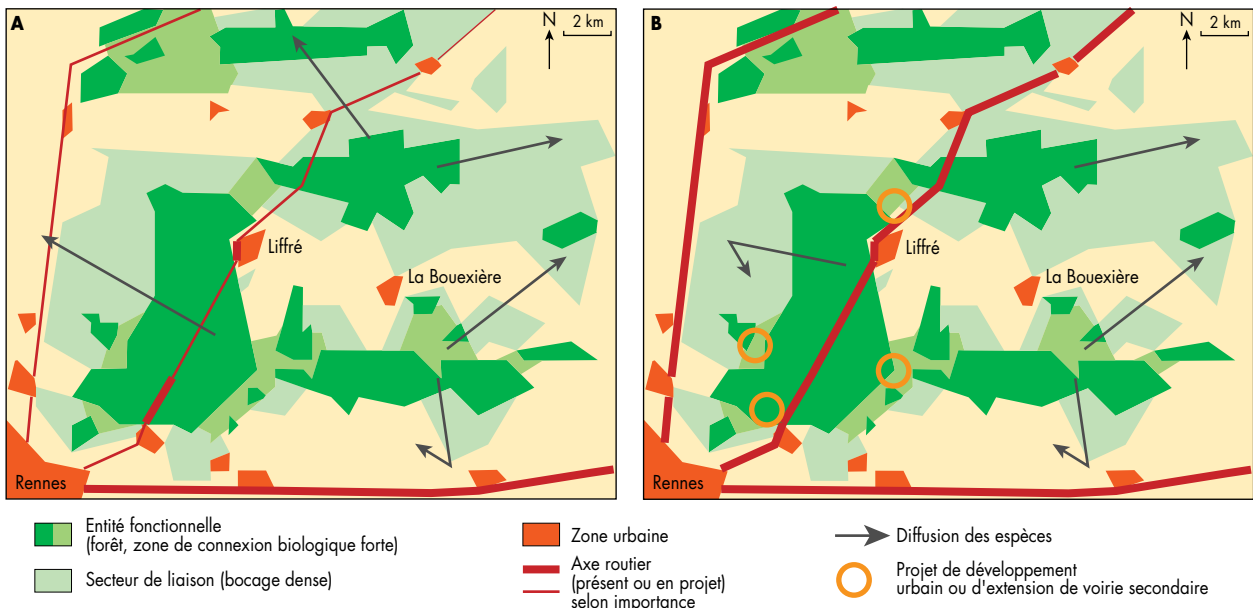 A
N
2 km
Liffré
La Bouexière
Rennes
B
N
2 km
Liffré
La Bouexière
Rennes
Entité fonctionnelle
(forêt, zone de connexion biologique forte)
Secteur de liaison (bocage dense)
Zone urbaine
Axe routier
(présent ou en projet)
selon importance
Diffusion des espèces
Projet de développement
urbain ou d'extension de voirie secondaire